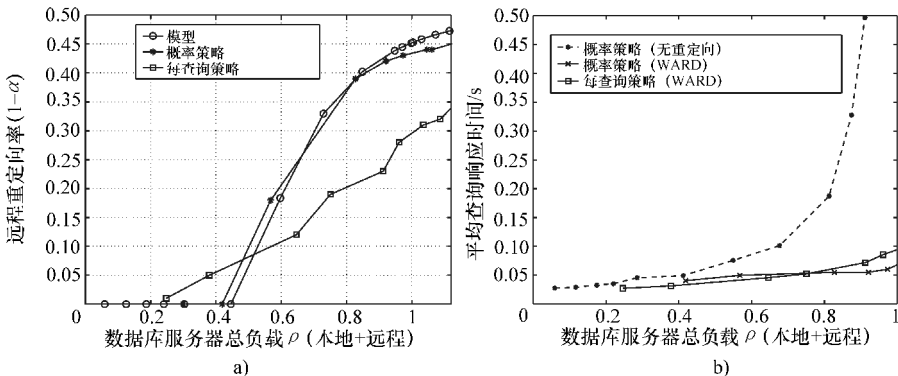 0.50
0.45
0.40
0.35
0.30
0.25
0.20
0.15
0.10
0.05
0
0.2
0.4
0.6
0.8
1
远程重定向率(1−α)
模型
概率策略
每查询策略
数据库服务器总负载 ρ (本地+远程)
a)
0.50
0.45
0.40
0.35
0.30
0.25
0.20
0.15
0.10
0.05
0
0.2
0.4
0.6
0.8
1
平均查询响应时间/s
概率策略 (无重定向)
概率策略 (WARD)
每查询策略 (WARD)
数据库服务器总负载 ρ (本地+远程)
b)